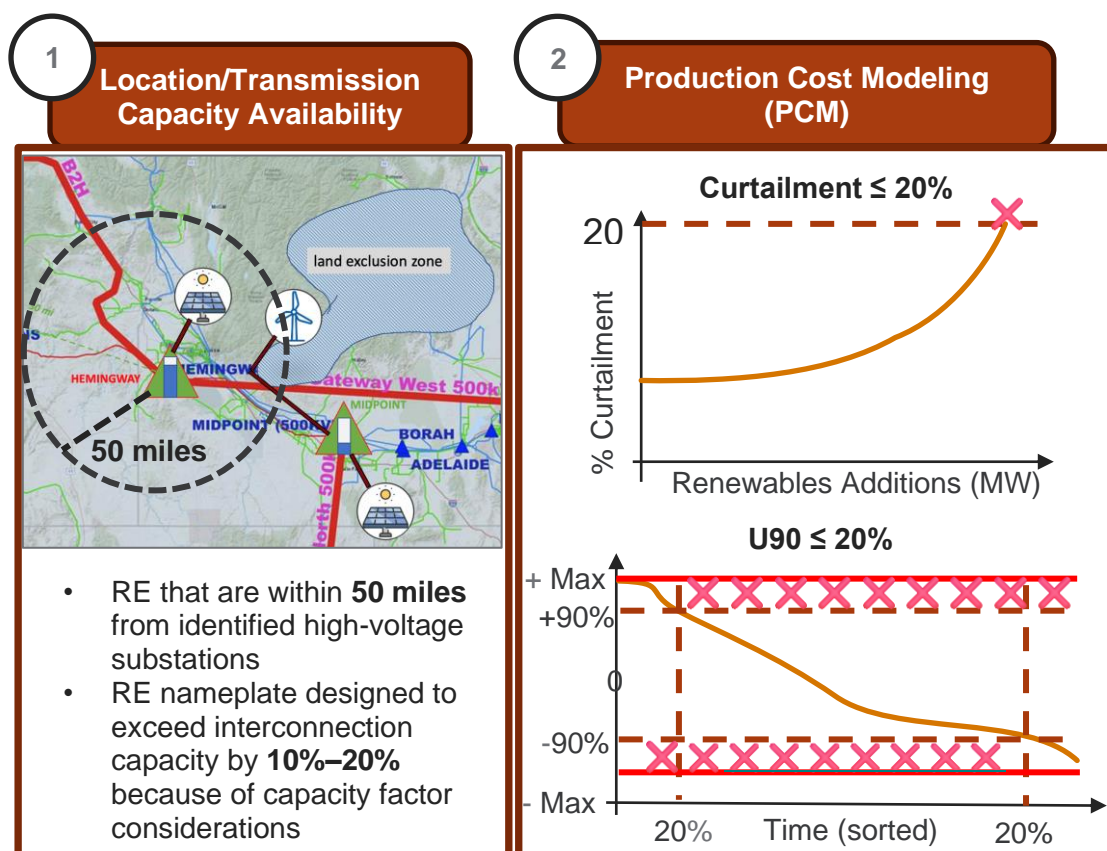 1
Location/Transmission
Capacity Availability
B2H
land exclusion zone
HEMINGWAY
HEMINGW
Gateway West 500k
MIDPOINT
MIDPOINT (500KV
50 miles
BORAH
ADELAIDE
North 500k
• RE that are within 50 miles
from identified high-voltage
substations
• RE nameplate designed to
exceed interconnection
capacity by 10%–20%
because of capacity factor
considerations
2
Production Cost Modeling
(PCM)
Curtailment ≤ 20%
20
% Curtailment
Renewables Additions (MW)
U90 ≤ 20%
+ Max
+90%
0
-90%
- Max
20%
Time (sorted)
20%